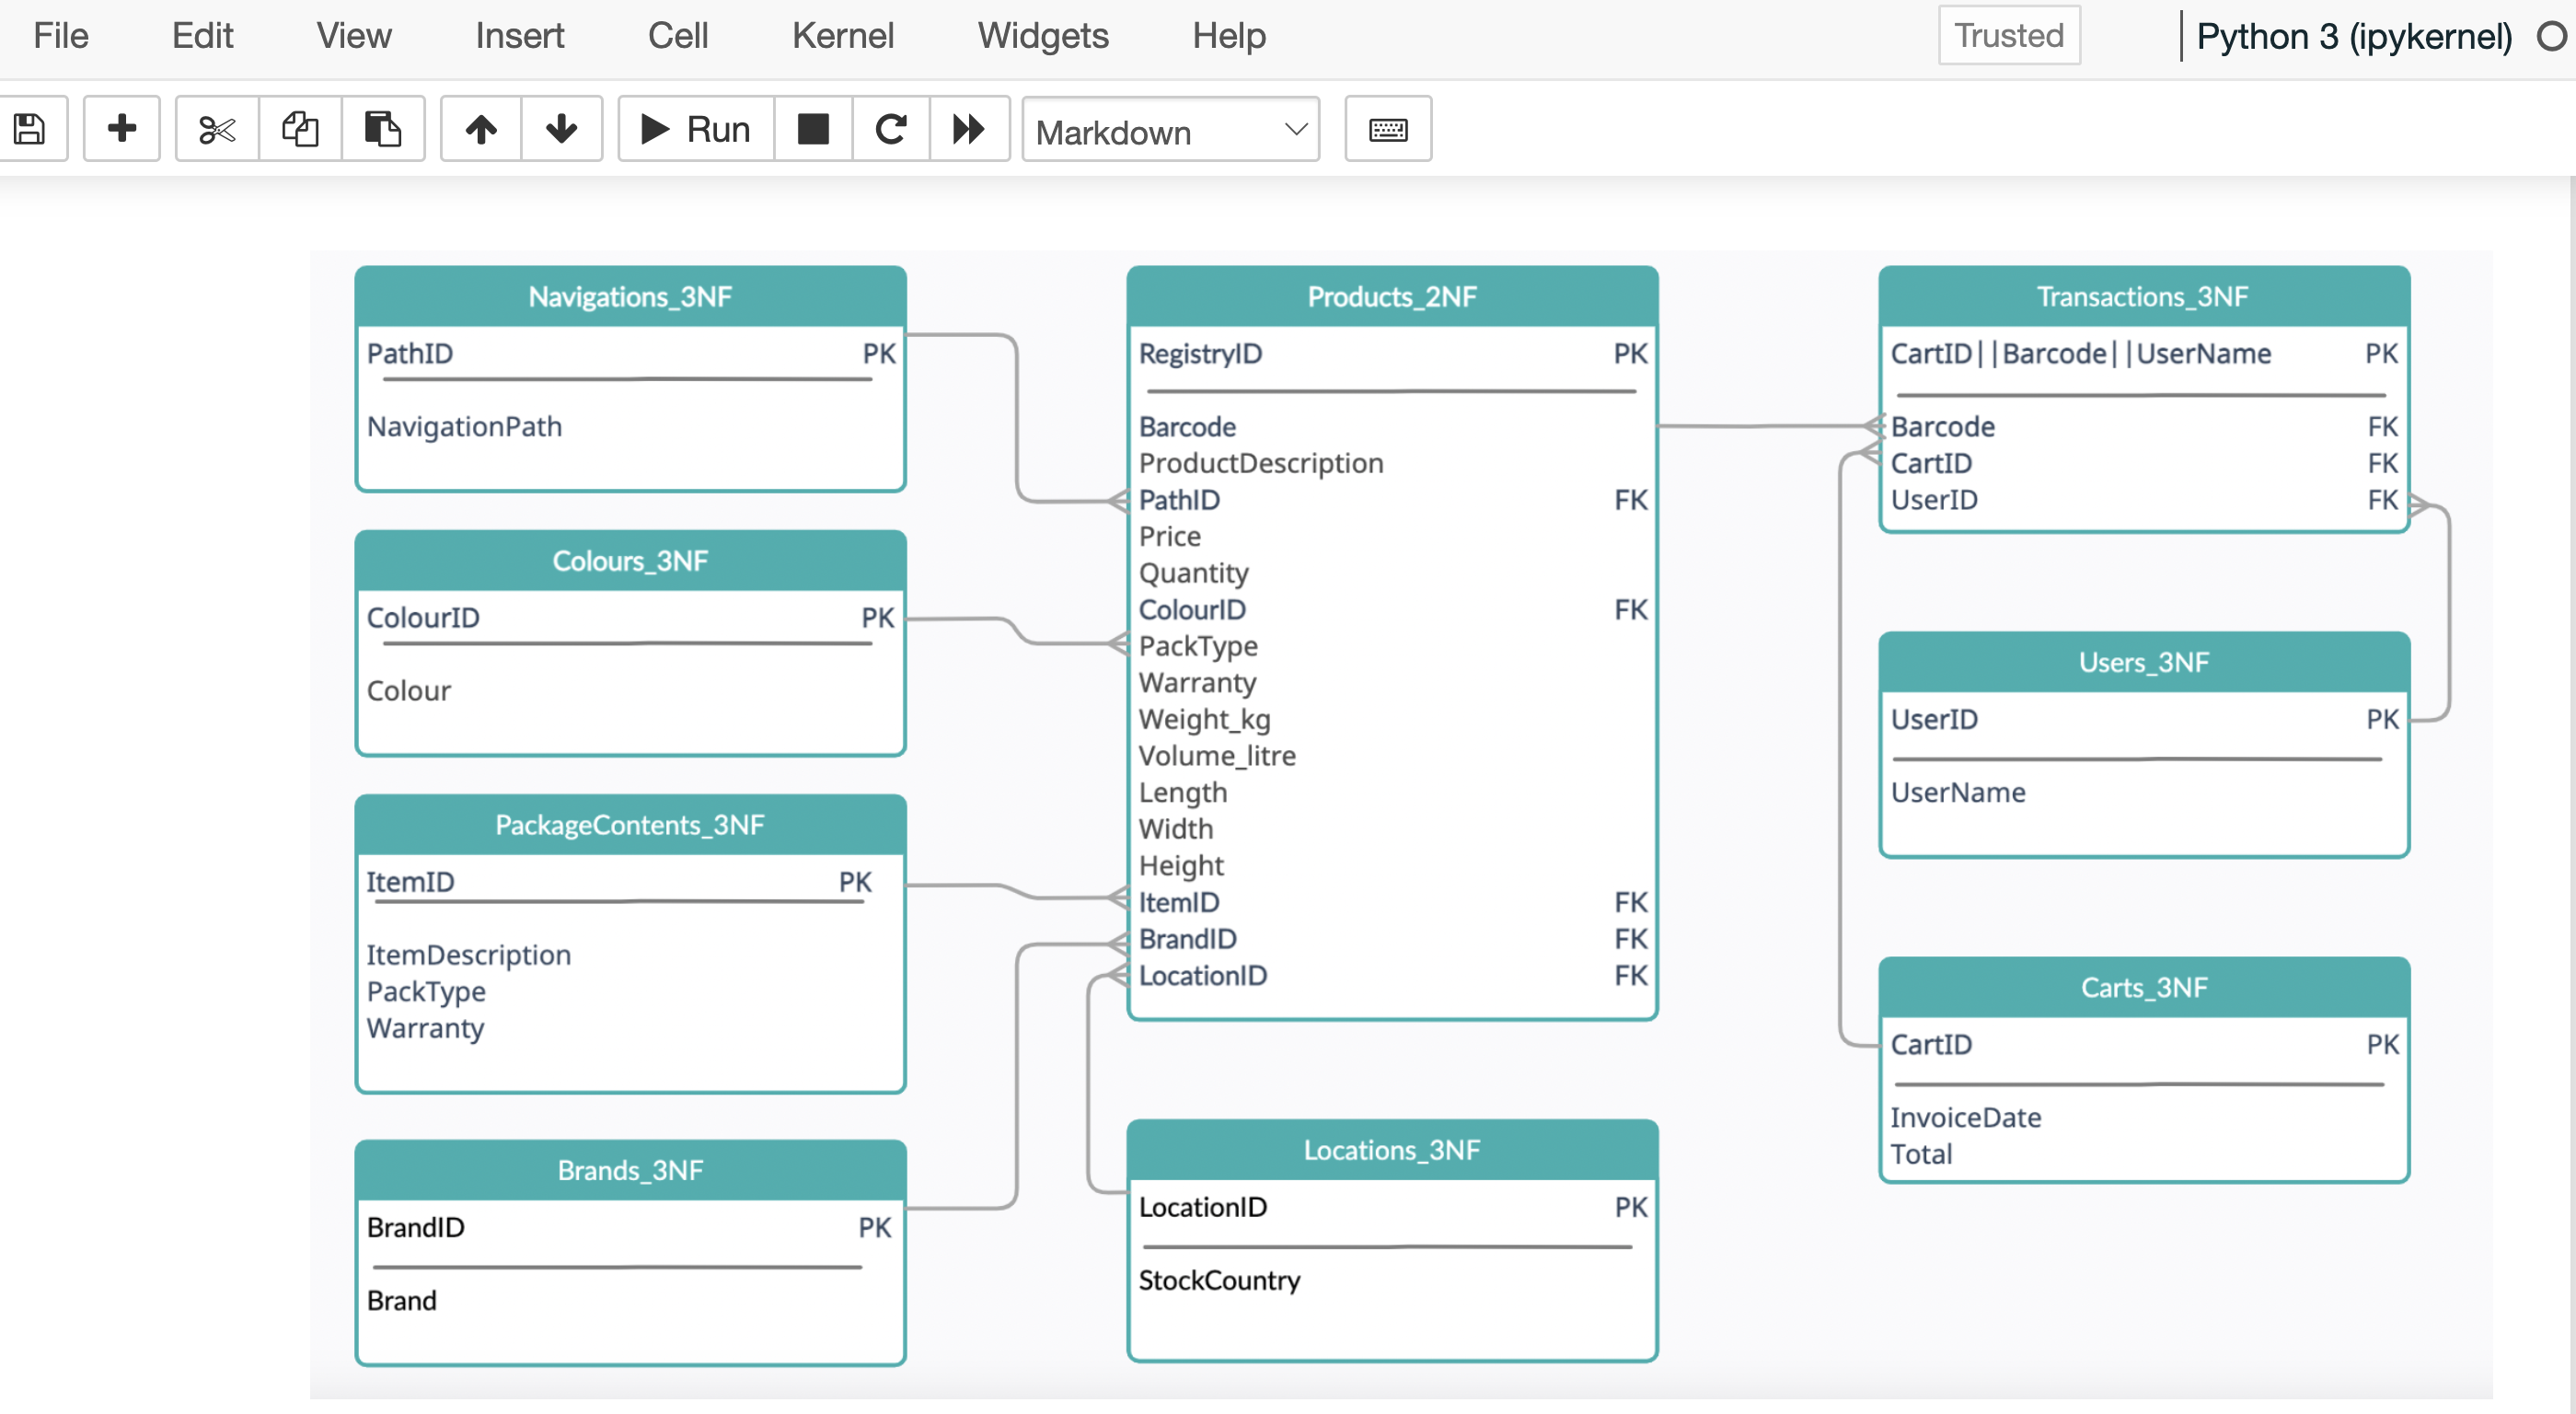 File Edit View Insert Cell Kernel Widgets Help Trusted Python 3 (ipykernel)
Run Markdown
Navigations_3NF
PathID PK
NavigationPath
Colours_3NF
ColourID PK
Colour
PackageContents_3NF
ItemID PK
ItemDescription
PackType
Warranty
Brands_3NF
BrandID PK
Brand
Products_2NF
RegistryID PK
Barcode
ProductDescription
PathID FK
Price
Quantity
ColourID FK
PackType
Warranty
Weight_kg
Volume_litre
Length
Width
Height
ItemID FK
BrandID FK
LocationID FK
Locations_3NF
LocationID PK
StockCountry
Transactions_3NF
CartID||Barcode||UserName PK
Barcode FK
CartID FK
UserID FK
Users_3NF
UserID PK
UserName
Carts_3NF
CartID PK
InvoiceDate
Total